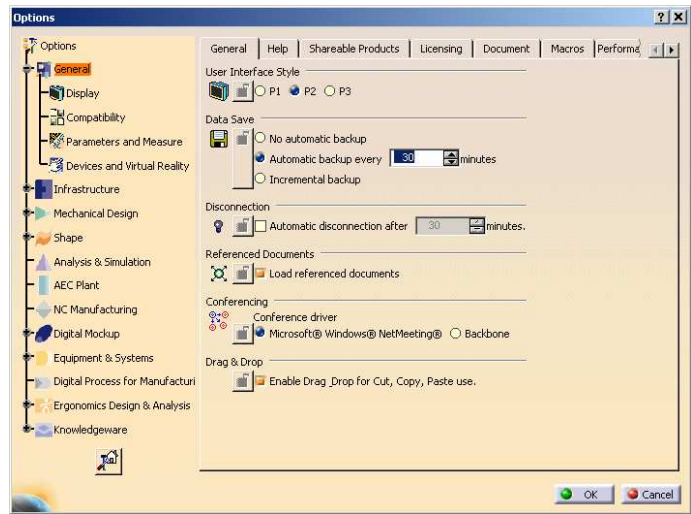 Options
Options
General
Display
Compatibility
Parameters and Measure
Devices and Virtual Reality
Infrastructure
Mechanical Design
Shape
Analysis & Simulation
AEC Plant
NC Manufacturing
Digital Mockup
Equipment & Systems
Digital Process for Manufacturi
Ergonomics Design & Analysis
Knowledgeware
General Help Shareable Products Licensing Document Macros Performa
User Interface Style
P1 P2 P3
Data Save
No automatic backup
Automatic backup every 30 minutes
Incremental backup
Disconnection
Automatic disconnection after 30 minutes.
Referenced Documents
Load referenced documents
Conferencing
Conference driver
Microsoft® Windows® NetMeeting® Backbone
Drag & Drop
Enable Drag_Drop for Cut, Copy, Paste use.
OK Cancel